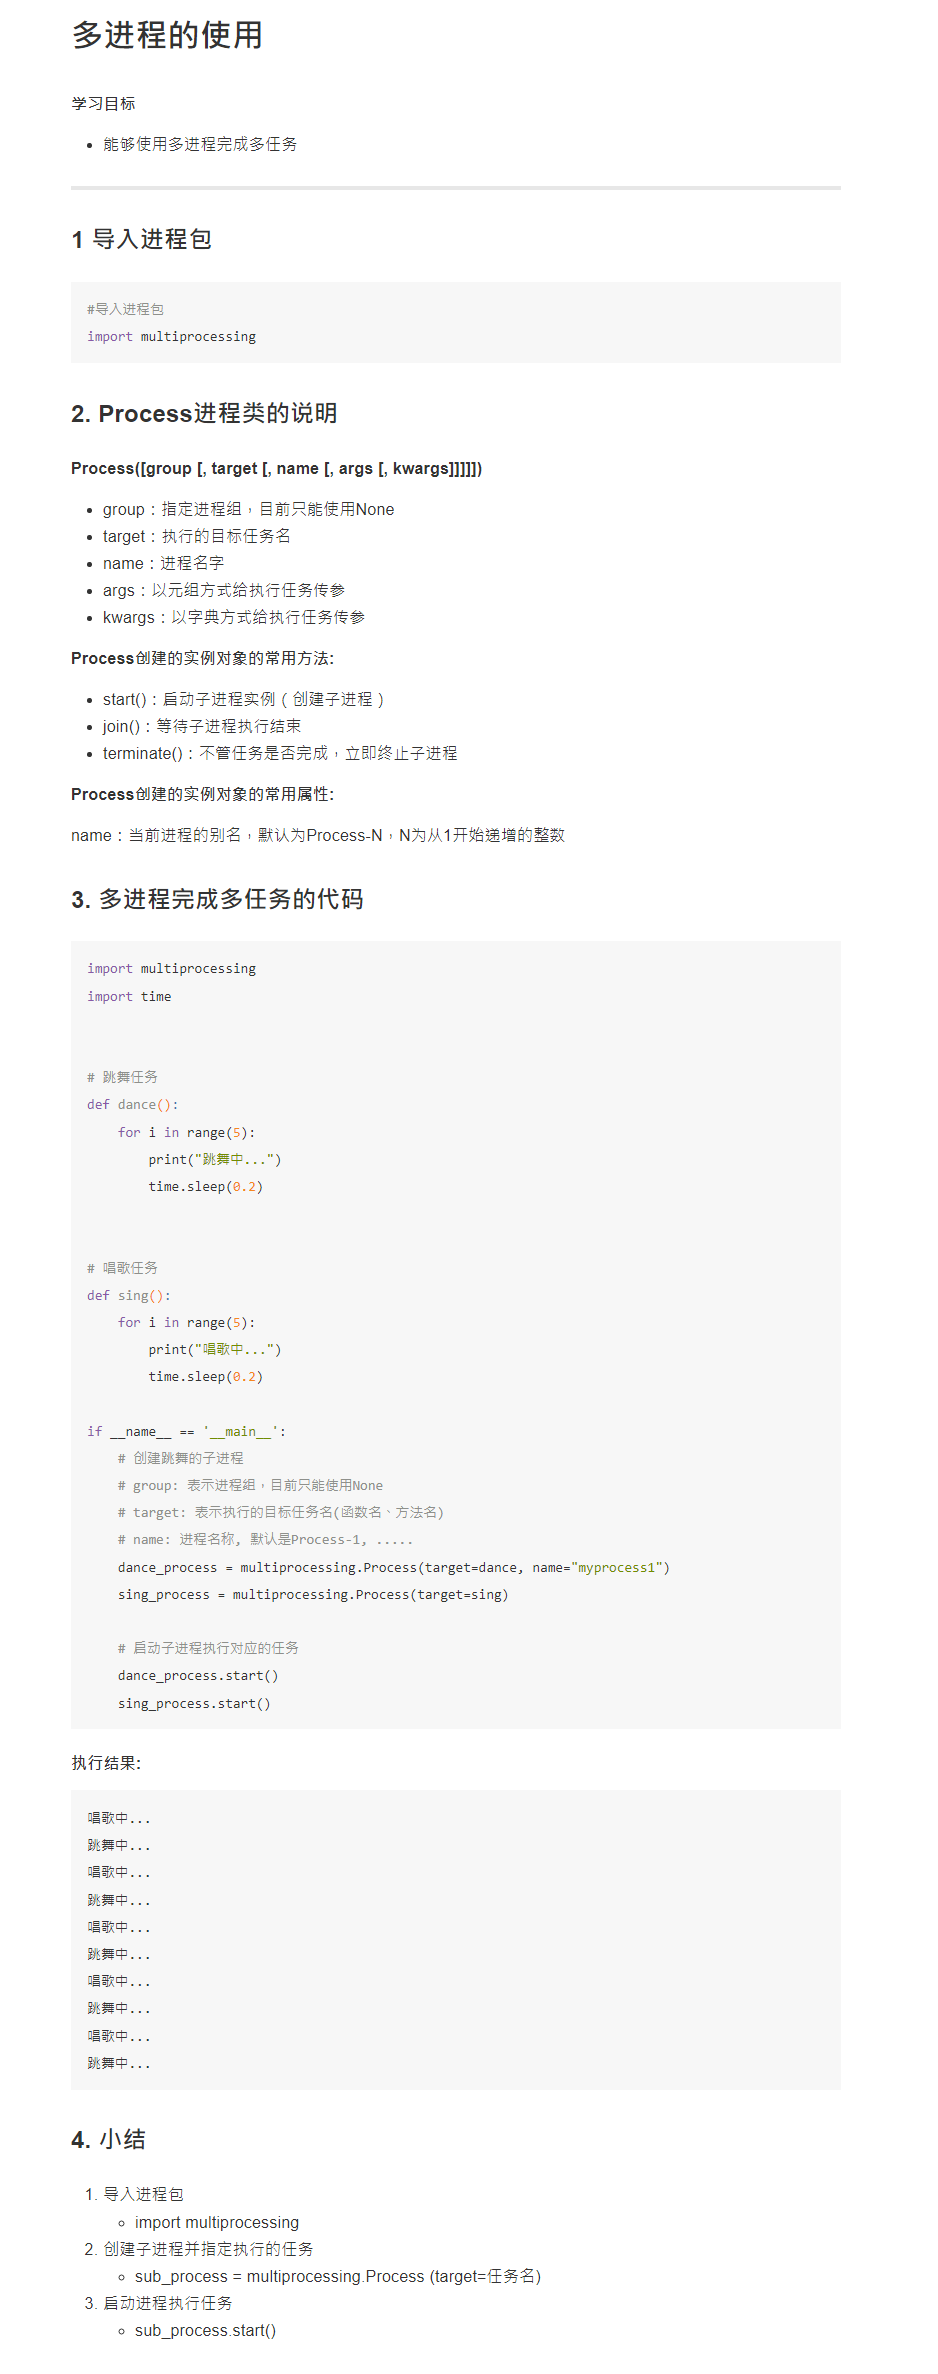 多进程的使用
学习目标
• 能够使用多进程完成多任务
1 导入进程包
#导入进程包
import multiprocessing
2. Process进程类的说明
Process([group [, target [, name [, args [, kwargs]]]]])
• group：指定进程组，目前只能使用None
• target：执行的目标任务名
• name：进程名字
• args：以元组方式给执行任务传参
• kwargs：以字典方式给执行任务传参
Process创建的实例对象的常用方法:
• start()：启动子进程实例（创建子进程）
• join()：等待子进程执行结束
• terminate()：不管任务是否完成，立即终止子进程
Process创建的实例对象的常用属性:
name：当前进程的别名，默认为Process-N，N为从1开始递增的整数
3. 多进程完成多任务的代码
import multiprocessing
import time
# 跳舞任务
def dance():
    for i in range(5):
        print("跳舞中...")
        time.sleep(0.2)
# 唱歌任务
def sing():
    for i in range(5):
        print("唱歌中...")
        time.sleep(0.2)
if __name__ == '__main__':
    # 创建跳舞的子进程
    # group: 表示进程组，目前只能使用None
    # target: 表示执行的目标任务名(函数名、方法名)
    # name: 进程名称, 默认是Process-1, .....
    dance_process = multiprocessing.Process(target=dance, name="myprocess1")
    sing_process = multiprocessing.Process(target=sing)
    # 启动子进程执行对应的任务
    dance_process.start()
    sing_process.start()
执行结果:
唱歌中...
跳舞中...
唱歌中...
跳舞中...
唱歌中...
跳舞中...
唱歌中...
跳舞中...
唱歌中...
跳舞中...
4. 小结
1. 导入进程包
◦ import multiprocessing
2. 创建子进程并指定执行的任务
◦ sub_process = multiprocessing.Process (target=任务名)
3. 启动进程执行任务
◦ sub_process.start()